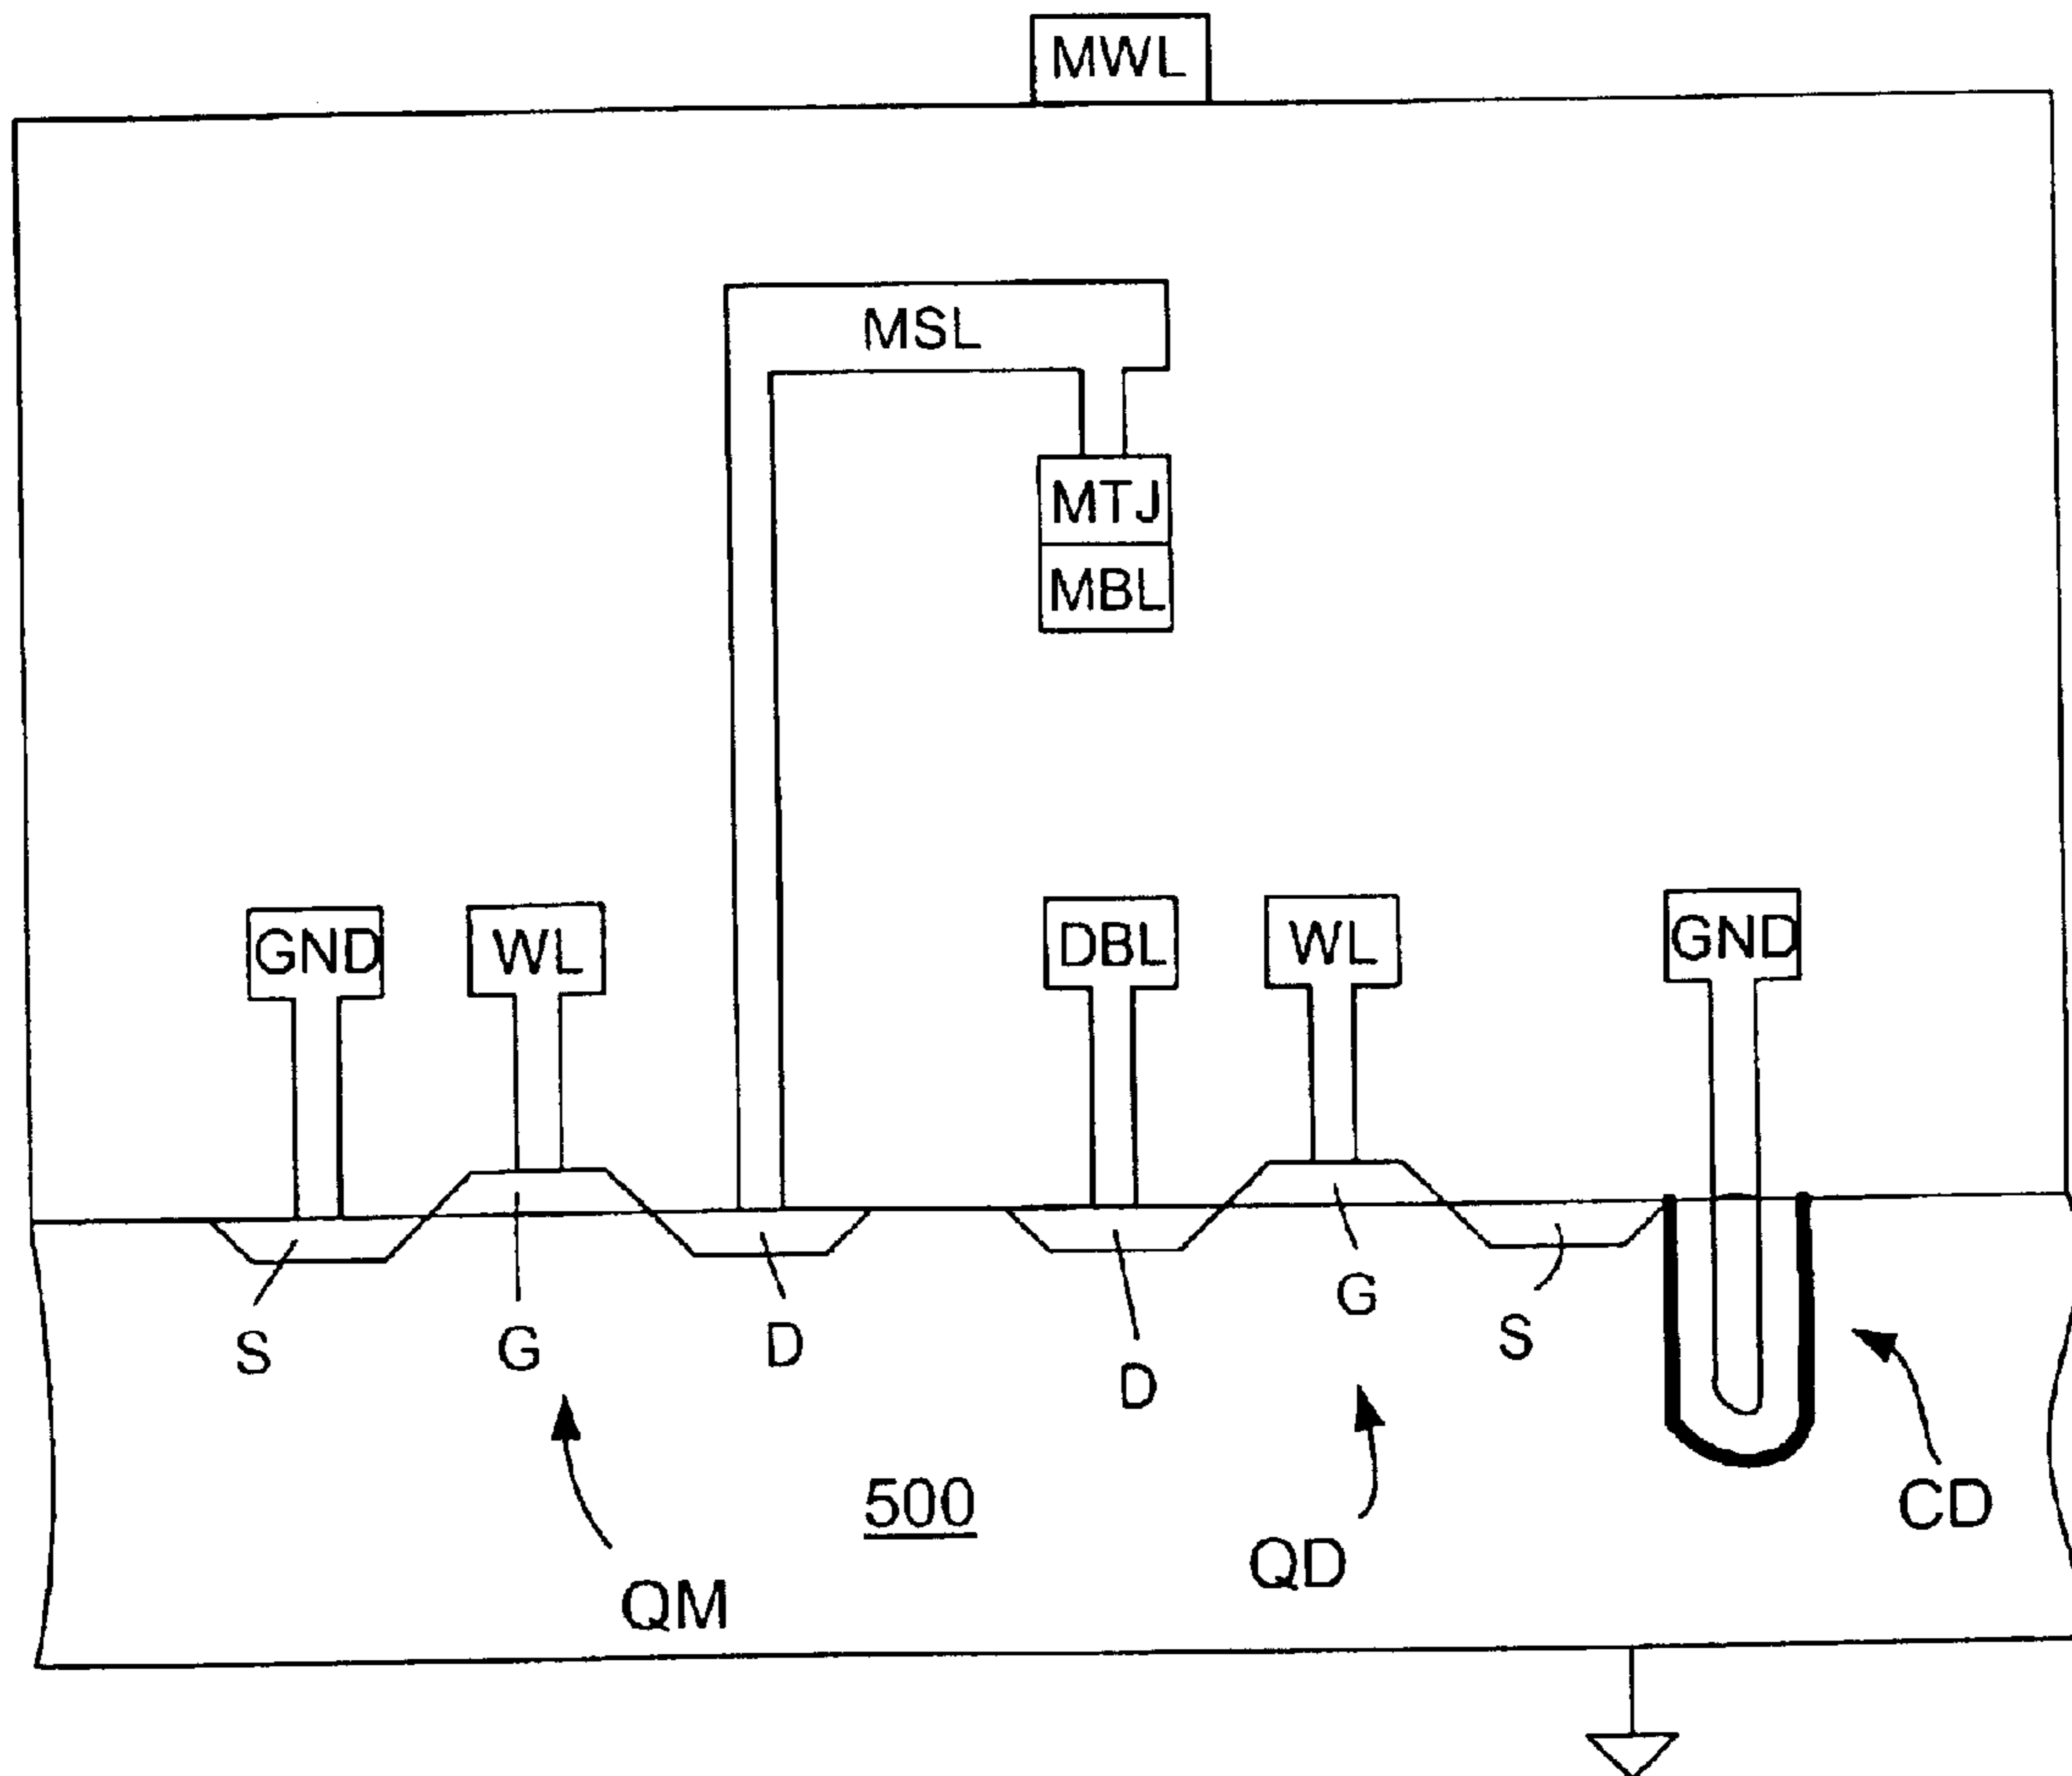 MWL
MSL
MTJ
MBL
GND WL DBL WL GND
S G D D G S
500
QM QD CD